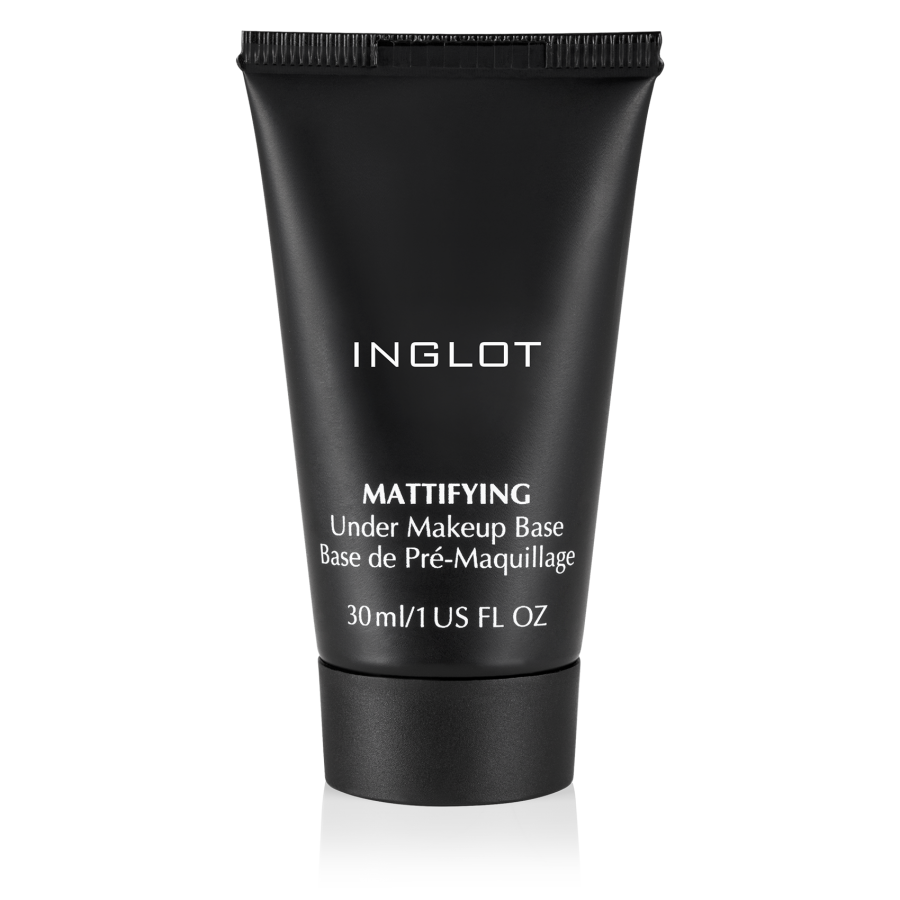 INGLOT
MATTIFYING
Under Makeup Base
Base de Pré-Maquillage
30 ml/1 US FL OZ